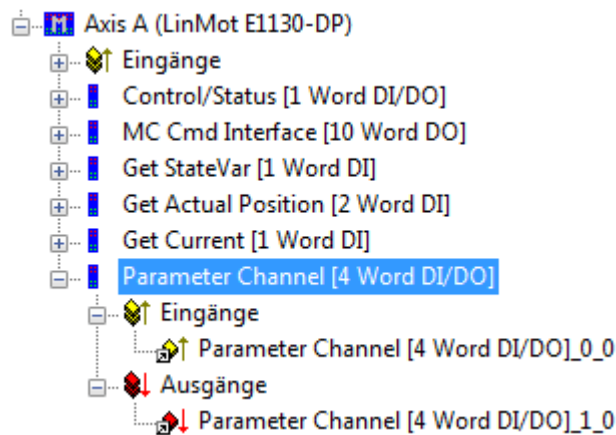 Axis A (LinMot E1130-DP)
Eingänge
Control/Status [1 Word DI/DO]
MC Cmd Interface [10 Word DO]
Get StateVar [1 Word DI]
Get Actual Position [2 Word DI]
Get Current [1 Word DI]
Parameter Channel [4 Word DI/DO]
Eingänge
Parameter Channel [4 Word DI/DO]_0_0
Ausgänge
Parameter Channel [4 Word DI/DO]_1_0